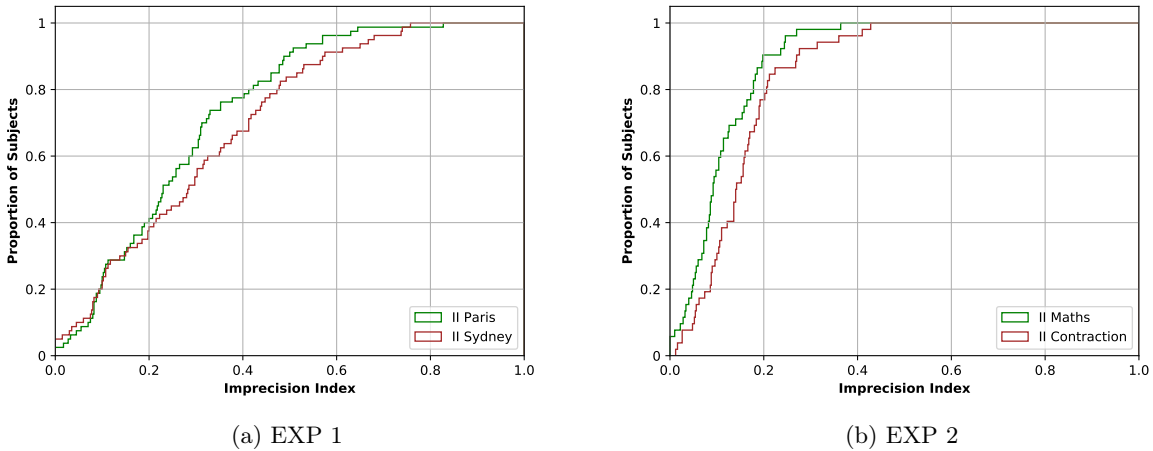 1
0.8
0.6
0.4
0.2
0
0.0 0.2 0.4 0.6 0.8 1.0
Proportion of Subjects
Imprecision Index
II Paris
II Sydney
(a) EXP 1
1
0.8
0.6
0.4
0.2
0
0.0 0.2 0.4 0.6 0.8 1.0
Proportion of Subjects
Imprecision Index
II Maths
II Contraction
(b) EXP 2